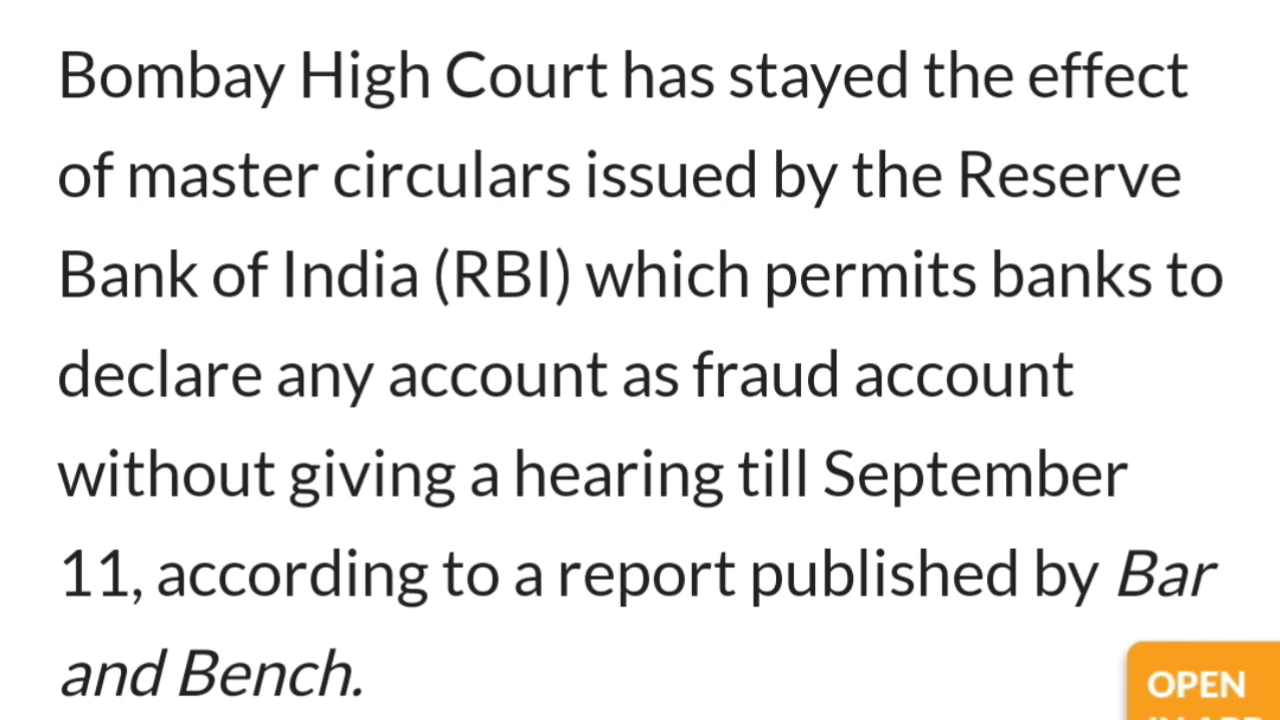 Bombay High Court has stayed the effect
of master circulars issued by the Reserve
Bank of India (RBI) which permits banks to
declare any account as fraud account
without giving a hearing till September
11, according to a report published by Bar
and Bench.
OPEN